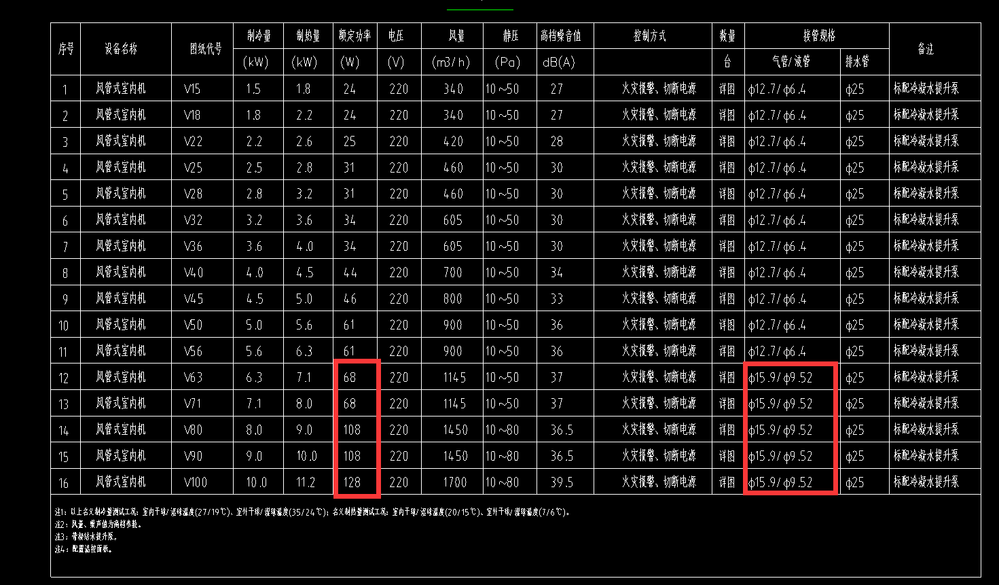 序号 设备名称 图纸代号 制冷量 制热量 额定功率 电压 风量 静压 高档噪音值 控制方式 数量 接管规格 备注
(kW) (kW) (W) (V) (m3/h) (Pa) dB(A) 台 气管/液管 排水管
1 风管式室内机 V15 1.5 1.8 24 220 340 10~50 27 火灾报警、切断电源 详图 φ12.7/φ6.4 φ25 标配冷凝水提升泵
2 风管式室内机 V18 1.8 2.2 24 220 340 10~50 27 火灾报警、切断电源 详图 φ12.7/φ6.4 φ25 标配冷凝水提升泵
3 风管式室内机 V22 2.2 2.6 25 220 420 10~50 28 火灾报警、切断电源 详图 φ12.7/φ6.4 φ25 标配冷凝水提升泵
4 风管式室内机 V25 2.5 2.8 31 220 460 10~50 30 火灾报警、切断电源 详图 φ12.7/φ6.4 φ25 标配冷凝水提升泵
5 风管式室内机 V28 2.8 3.2 31 220 460 10~50 30 火灾报警、切断电源 详图 φ12.7/φ6.4 φ25 标配冷凝水提升泵
6 风管式室内机 V32 3.2 3.6 34 220 605 10~50 30 火灾报警、切断电源 详图 φ12.7/φ6.4 φ25 标配冷凝水提升泵
7 风管式室内机 V36 3.6 4.0 34 220 605 10~50 30 火灾报警、切断电源 详图 φ12.7/φ6.4 φ25 标配冷凝水提升泵
8 风管式室内机 V40 4.0 4.5 44 220 700 10~50 34 火灾报警、切断电源 详图 φ12.7/φ6.4 φ25 标配冷凝水提升泵
9 风管式室内机 V45 4.5 5.0 46 220 800 10~50 33 火灾报警、切断电源 详图 φ12.7/φ6.4 φ25 标配冷凝水提升泵
10 风管式室内机 V50 5.0 5.6 61 220 900 10~50 36 火灾报警、切断电源 详图 φ12.7/φ6.4 φ25 标配冷凝水提升泵
11 风管式室内机 V56 5.6 6.3 61 220 900 10~50 36 火灾报警、切断电源 详图 φ12.7/φ6.4 φ25 标配冷凝水提升泵
12 风管式室内机 V63 6.3 7.1 68 220 1145 10~50 37 火灾报警、切断电源 详图 φ15.9/φ9.52 φ25 标配冷凝水提升泵
13 风管式室内机 V71 7.1 8.0 68 220 1145 10~50 37 火灾报警、切断电源 详图 φ15.9/φ9.52 φ25 标配冷凝水提升泵
14 风管式室内机 V80 8.0 9.0 108 220 1450 10~80 36.5 火灾报警、切断电源 详图 φ15.9/φ9.52 φ25 标配冷凝水提升泵
15 风管式室内机 V90 9.0 10.0 108 220 1450 10~80 36.5 火灾报警、切断电源 详图 φ15.9/φ9.52 φ25 标配冷凝水提升泵
16 风管式室内机 V100 10.0 11.2 128 220 1700 10~80 39.5 火灾报警、切断电源 详图 φ15.9/φ9.52 φ25 标配冷凝水提升泵
注1：以上名义制冷量测试工况：室内干球/湿球温度(27/19℃)、室外干球/湿球温度(35/24℃)；名义制热量测试工况：室内干球/湿球温度(20/15℃)、室外干球/湿球温度(7/6℃)。
注2：风量、噪声值为高档参数。
注3：带凝结水提升泵。
注4：配置温控面板。